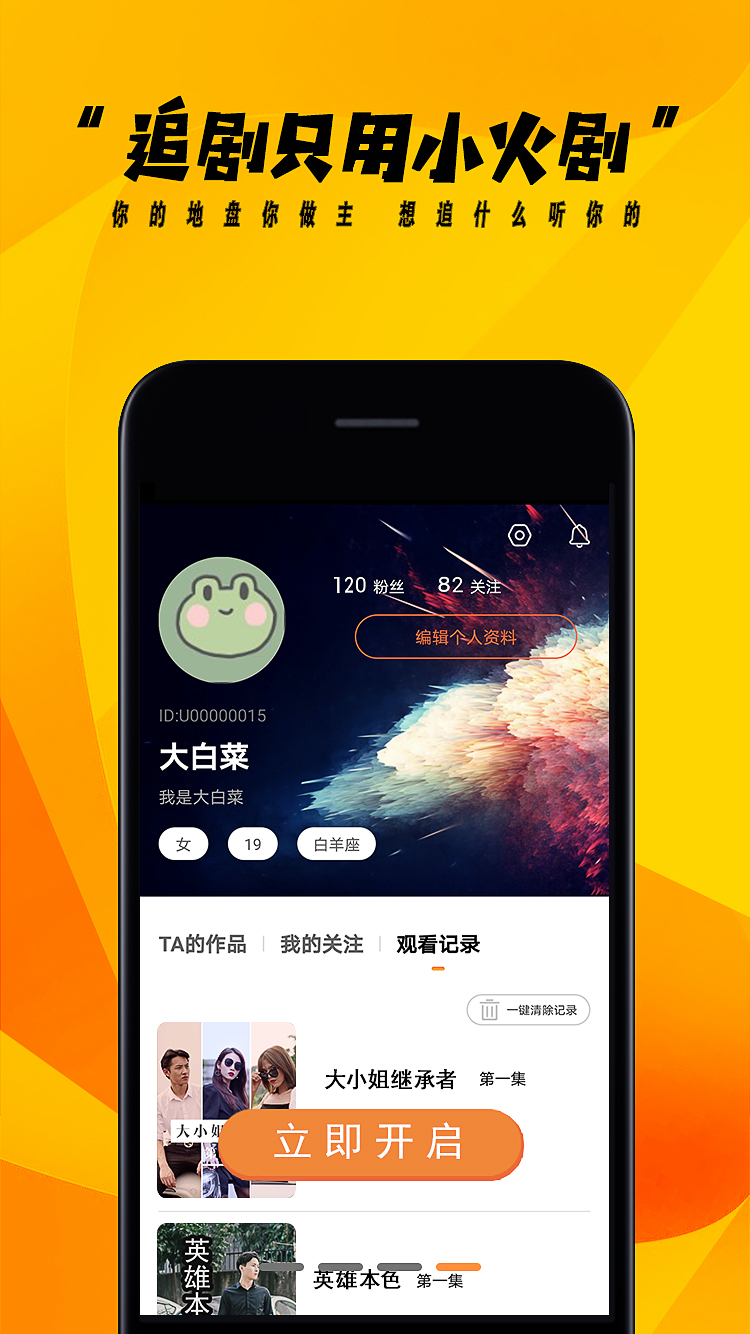 “追剧只用小火剧”
你的地盘你做主 想追什么听你的
120 粉丝 82 关注
编辑个人资料
ID:U00000015
大白菜
我是大白菜
女 19 白羊座
TA的作品 我的关注 观看记录
一键清除记录
大小姐继承者 第一集
大小姐
立即开启
英雄本
英雄本色 第一集